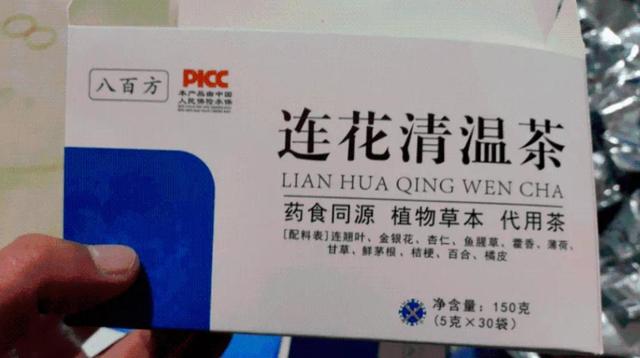 八百方
PICC
本产品由中国
人民保险承保
连花清温茶
LIAN HUA QING WEN CHA
药食同源 植物草本 代用茶
[配料表]连翘叶、金银花、杏仁、鱼腥草、藿香、薄荷、
甘草、鲜茅根、桔梗、百合、橘皮
净含量：150克
(5克×30袋)